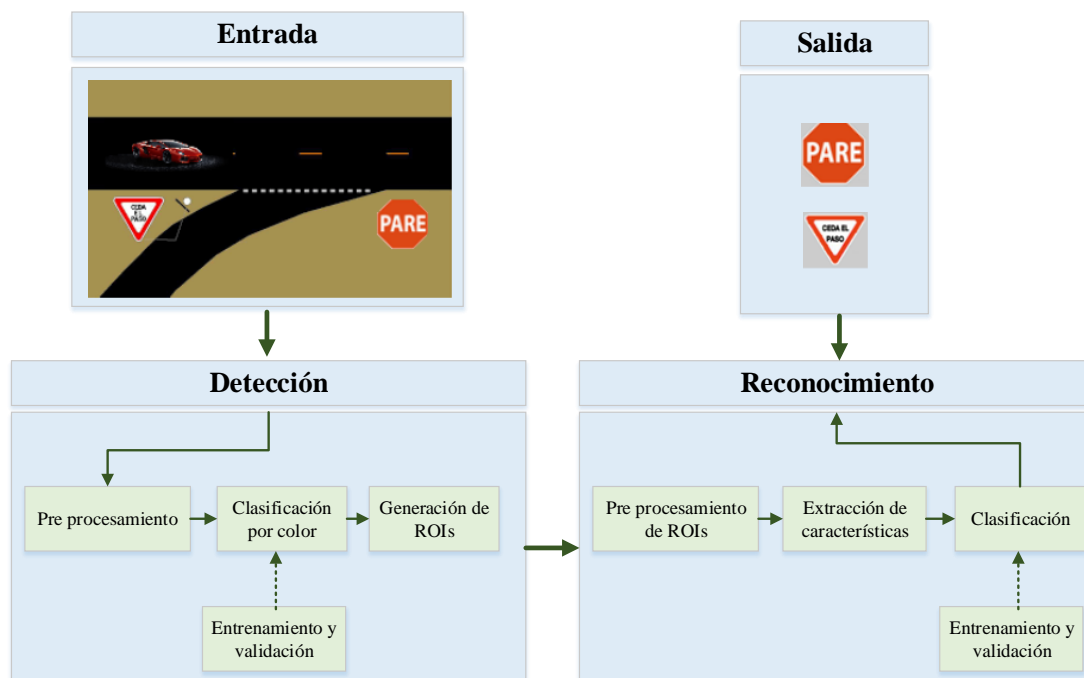 Entrada
CEDA
EL
PASO
PARE
Salida
PARE
CEDA EL
PASO
Detección
Pre procesamiento
Clasificación
por color
Generación de
ROIs
Entrenamiento y
validación
Reconocimiento
Pre procesamiento
de ROIs
Extracción de
características
Clasificación
Entrenamiento y
validación